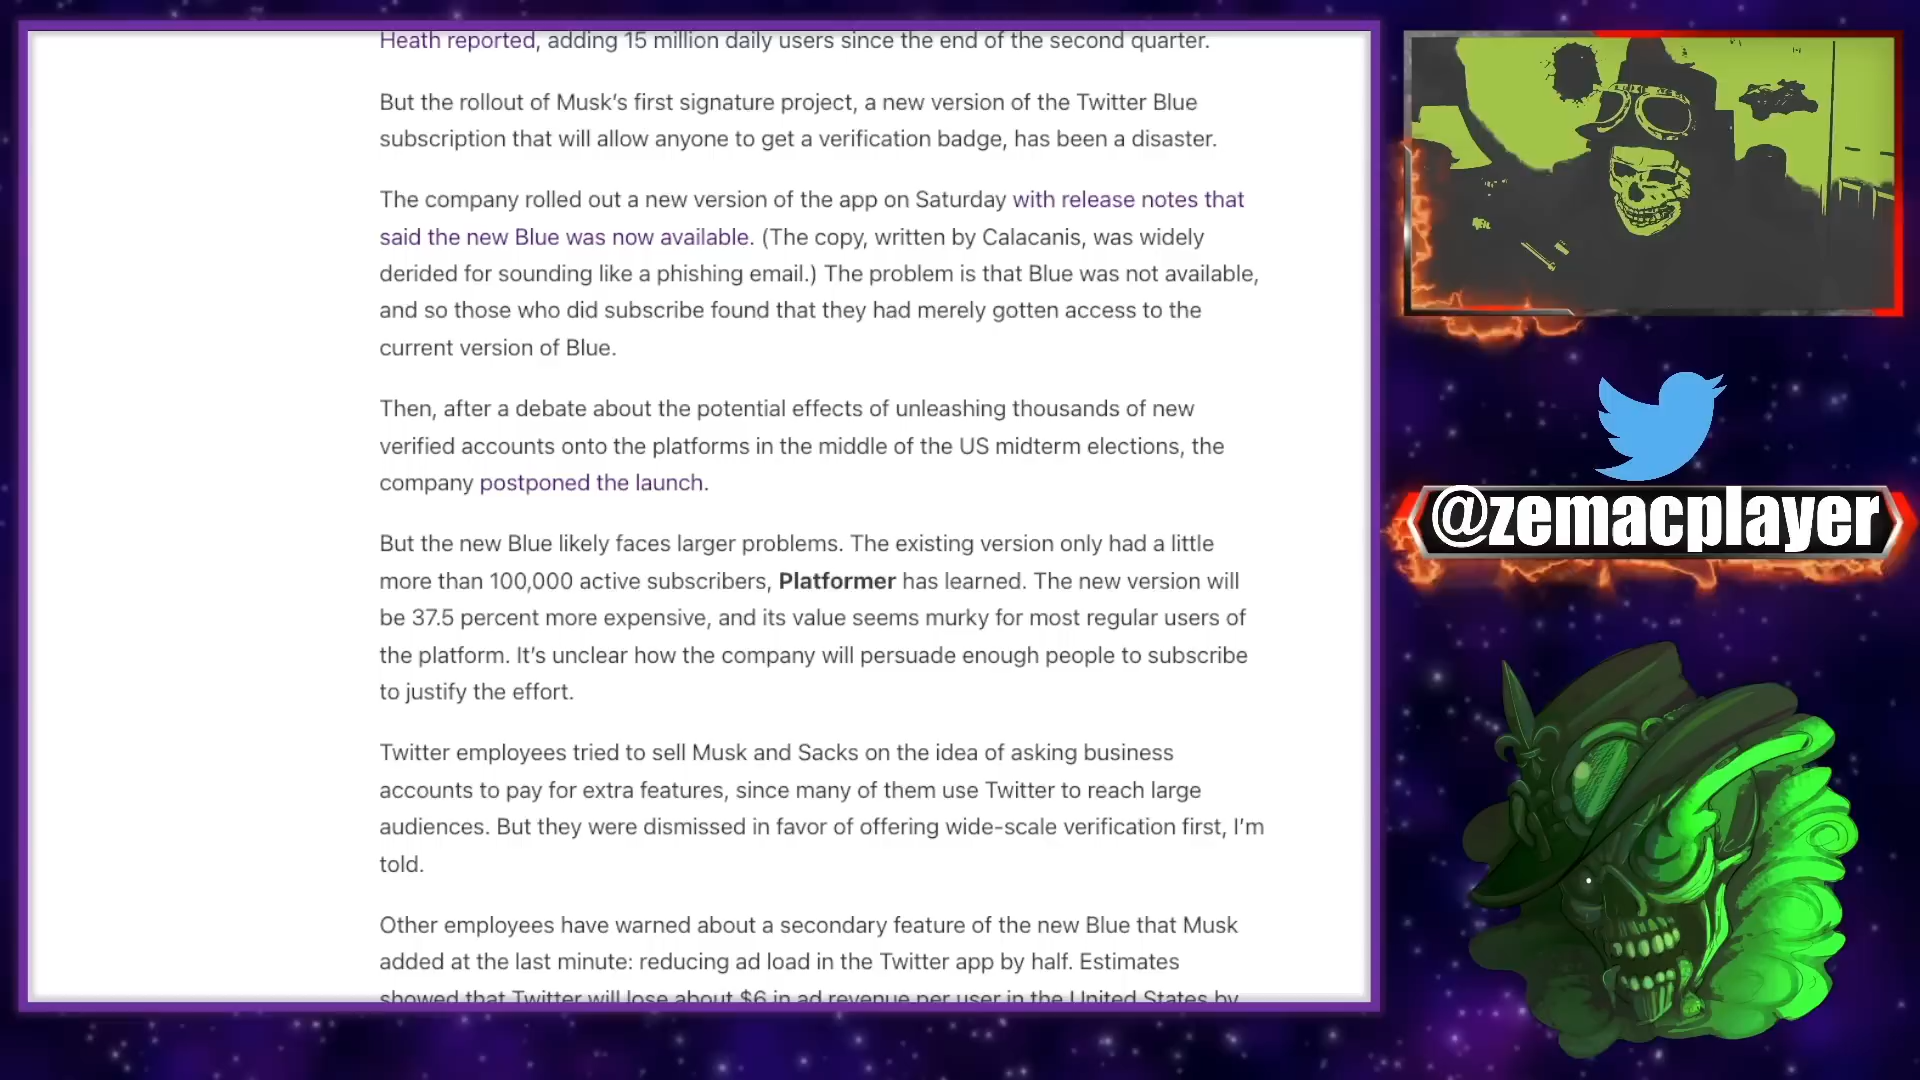 Heath reported, adding 15 million daily users since the end of the second quarter.
But the rollout of Musk’s first signature project, a new version of the Twitter Blue
subscription that will allow anyone to get a verification badge, has been a disaster.
The company rolled out a new version of the app on Saturday with release notes that
said the new Blue was now available. (The copy, written by Calacanis, was widely
derided for sounding like a phishing email.) The problem is that Blue was not available,
and so those who did subscribe found that they had merely gotten access to the
current version of Blue.
Then, after a debate about the potential effects of unleashing thousands of new
verified accounts onto the platforms in the middle of the US midterm elections, the
company postponed the launch.
But the new Blue likely faces larger problems. The existing version only had a little
more than 100,000 active subscribers, Platformer has learned. The new version will
be 37.5 percent more expensive, and its value seems murky for most regular users of
the platform. It’s unclear how the company will persuade enough people to subscribe
to justify the effort.
Twitter employees tried to sell Musk and Sacks on the idea of asking business
accounts to pay for extra features, since many of them use Twitter to reach large
audiences. But they were dismissed in favor of offering wide-scale verification first, I’m
told.
Other employees have warned about a secondary feature of the new Blue that Musk
added at the last minute: reducing ad load in the Twitter app by half. Estimates
showed that Twitter will lose about $6 in ad revenue per user in the United States by
@zemacplayer